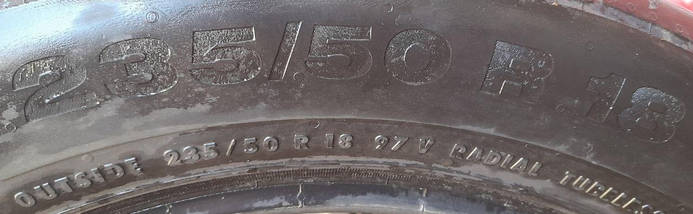 235/50 R 18
OUTSIDE 235/50 R 18 97 V RADIAL TUBELESS